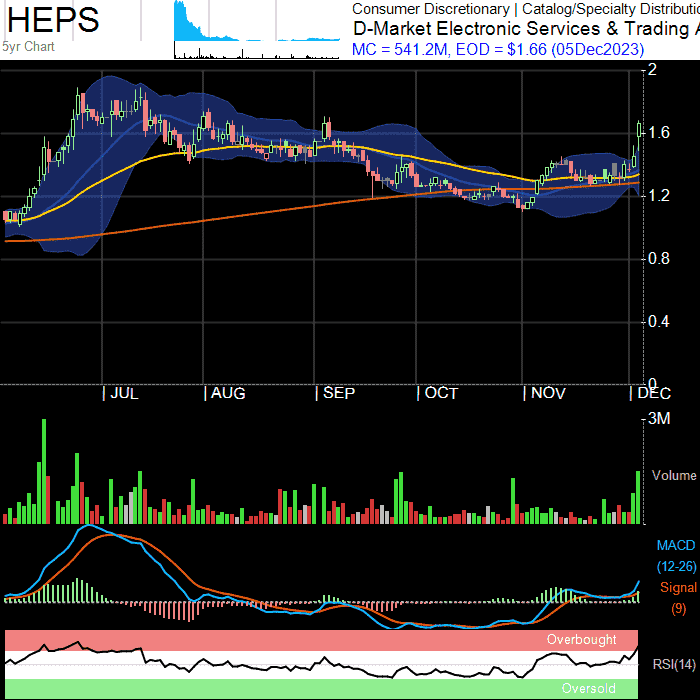 HEPS
5yr Chart
Consumer Discretionary | Catalog/Specialty Distributio
D-Market Electronic Services & Trading A
MC = 541.2M, EOD = $1.66 (05Dec2023)
2
1.6
1.2
0.8
0.4
0
JUL AUG SEP OCT NOV DEC
3M
Volume
MACD
(12-26)
Signal
(9)
Overbought
RSI(14)
Oversold